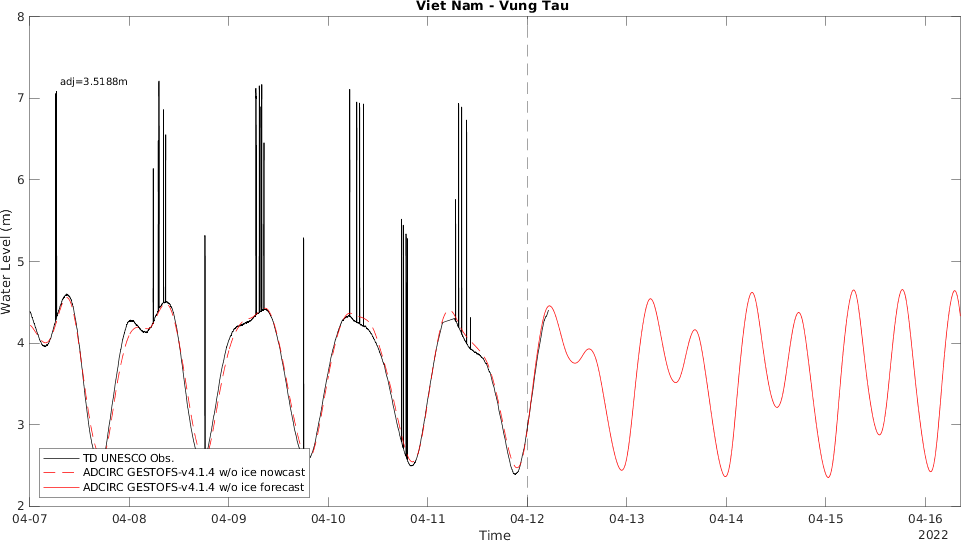 Viet Nam - Vung Tau
8
7
6
5
4
3
2
Water Level (m)
adj=3.5188m
TD UNESCO Obs.
ADCIRC GESTOFS-v4.1.4 w/o ice nowcast
ADCIRC GESTOFS-v4.1.4 w/o ice forecast
04-07 04-08 04-09 04-10 04-11 04-12 04-13 04-14 04-15 04-16
Time
2022